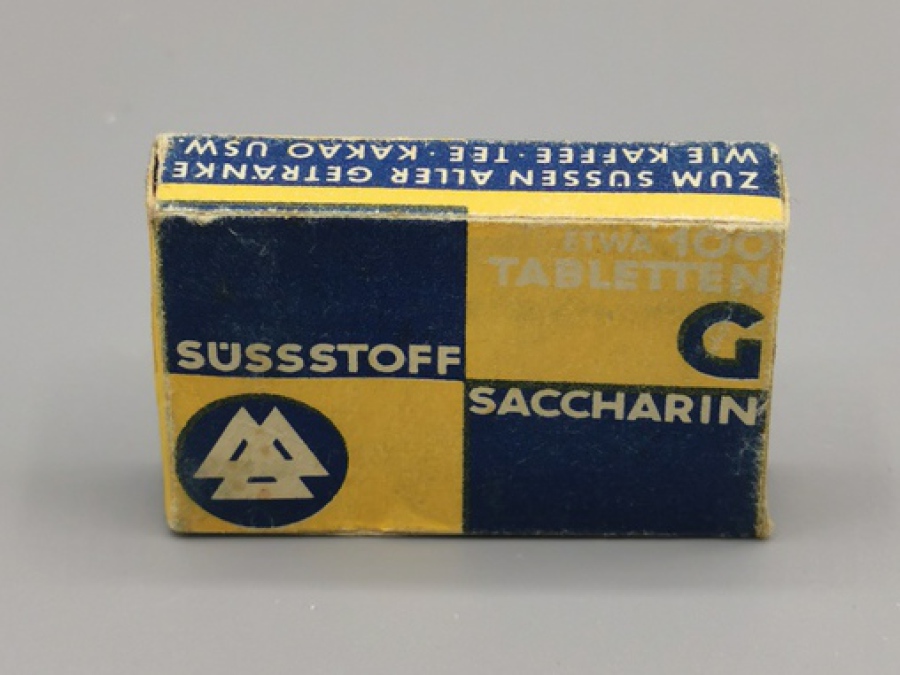 ZUM SÜSSEN ALLER GETRÄNKE
WIE KAFFEE · TEE · KAKAO USW.
ETWA 100
TABLETTEN
G
SÜSSSTOFF
SACCHARIN